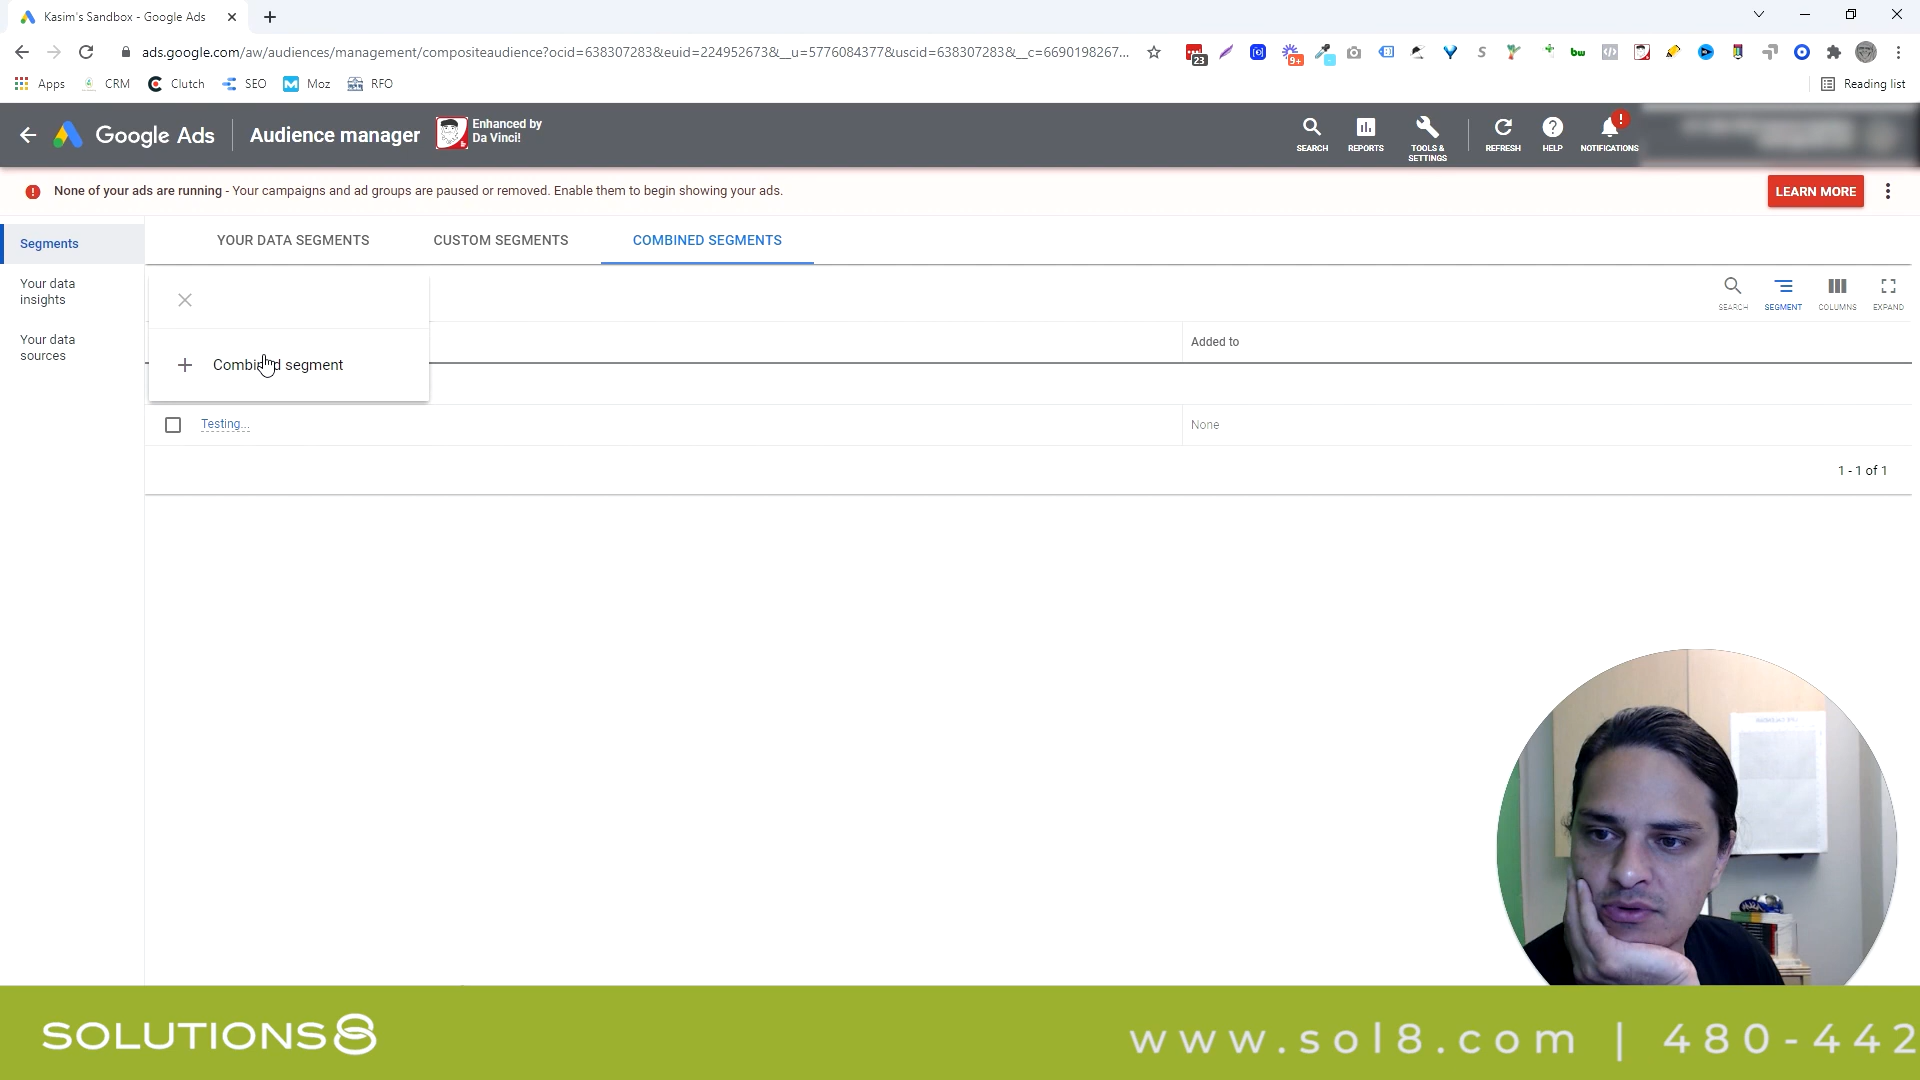 Kasim's Sandbox - Google Ads
ads.google.com/aw/audiences/management/compositeaudience?ocid=638307283&euid=224952673&__u=5776084377&uscid=638307283&__c=6690198267...
23
9+
bw
S
Apps
CRM
Clutch
SEO
Moz
RFO
Reading list
Google Ads
Audience manager
Enhanced by
Da Vinci!
SEARCH
REPORTS
TOOLS &
SETTINGS
REFRESH
HELP
NOTIFICATIONS
None of your ads are running - Your campaigns and ad groups are paused or removed. Enable them to begin showing your ads.
LEARN MORE
Segments
Your data
insights
Your data
sources
YOUR DATA SEGMENTS
CUSTOM SEGMENTS
COMBINED SEGMENTS
SEARCH
SEGMENT
COLUMNS
EXPAND
Added to
Combined segment
Testing...
None
1 - 1 of 1
SOLUTIONS8
www.sol8.com | 480-442